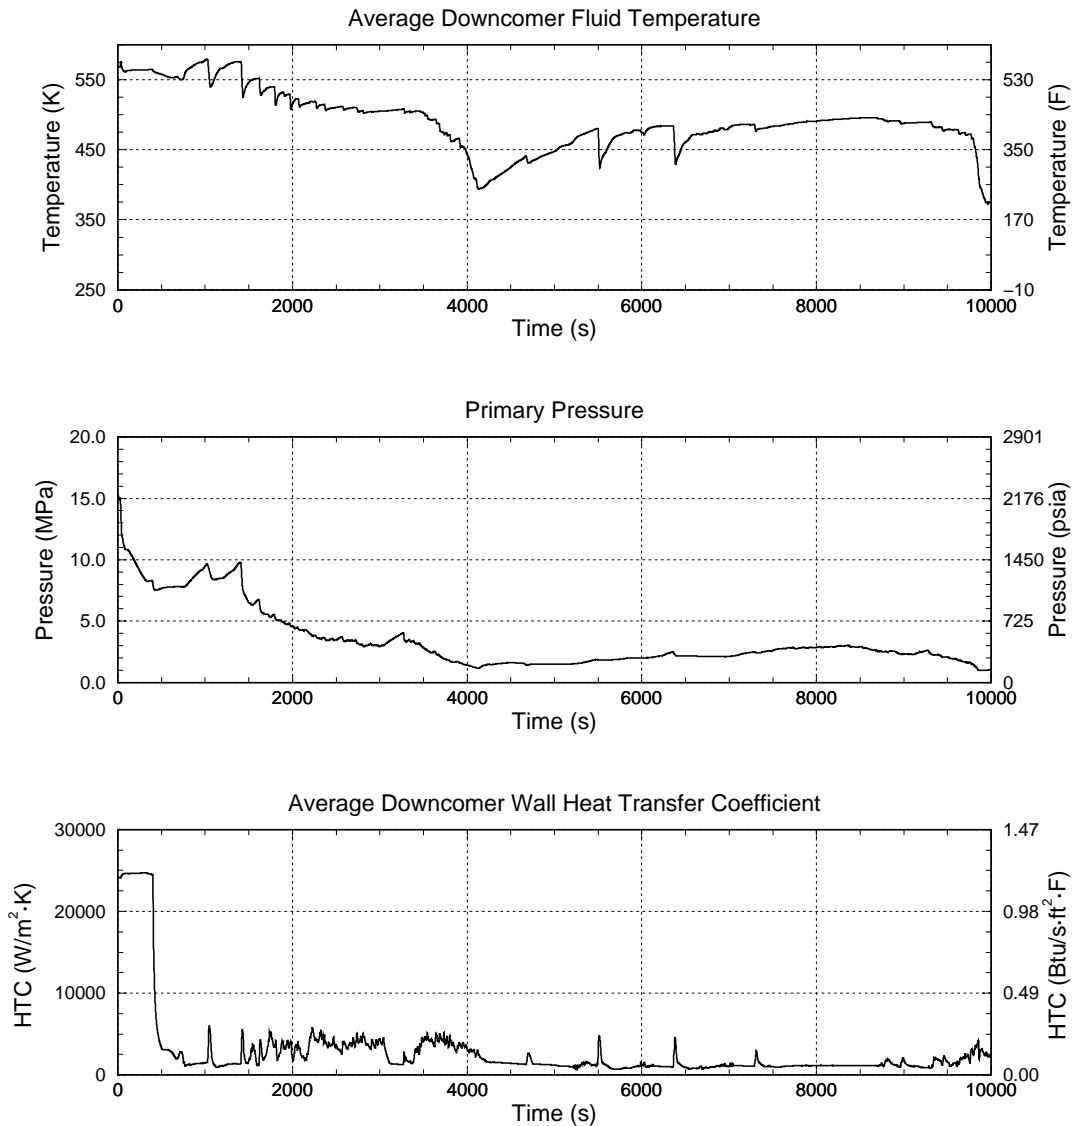 Average Downcomer Fluid Temperature
Temperature (K)
550
450
350
250
530
350
170
−10
Temperature (F)
0 2000 4000 6000 8000 10000
Time (s)
Primary Pressure
Pressure (MPa)
20.0
15.0
10.0
5.0
0.0
2901
2176
1450
725
0
Pressure (psia)
0 2000 4000 6000 8000 10000
Time (s)
Average Downcomer Wall Heat Transfer Coefficient
HTC (W/m²·K)
30000
20000
10000
0
1.47
0.98
0.49
0.00
HTC (Btu/s·ft²·F)
0 2000 4000 6000 8000 10000
Time (s)